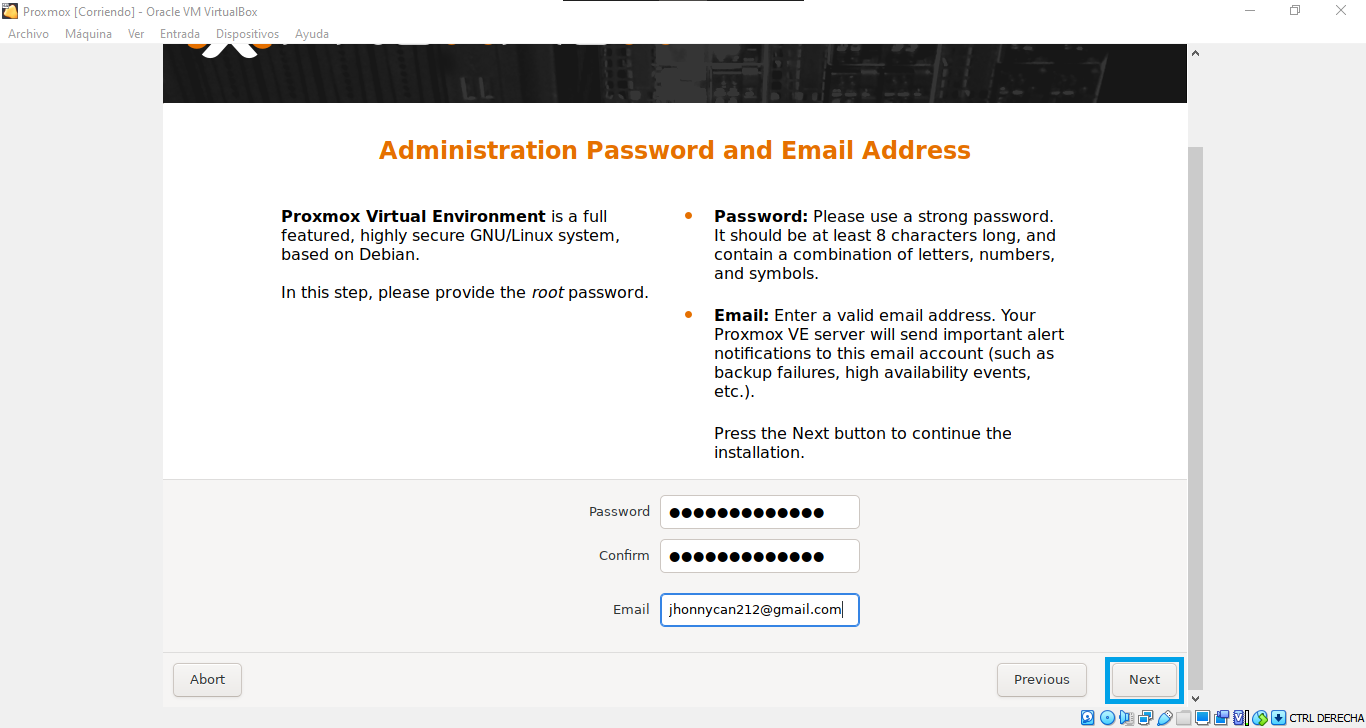 Proxmox [Corriendo] - Oracle VM VirtualBox
Archivo Máquina Ver Entrada Dispositivos Ayuda
Administration Password and Email Address
Proxmox Virtual Environment is a full
featured, highly secure GNU/Linux system,
based on Debian.
In this step, please provide the root password.
• Password: Please use a strong password.
It should be at least 8 characters long, and
contain a combination of letters, numbers,
and symbols.
• Email: Enter a valid email address. Your
Proxmox VE server will send important alert
notifications to this email account (such as
backup failures, high availability events,
etc.).
Press the Next button to continue the
installation.
Password ●●●●●●●●●●●●●
Confirm ●●●●●●●●●●●●●
Email jhonnycan212@gmail.com
Abort Previous Next
CTRL DERECHA